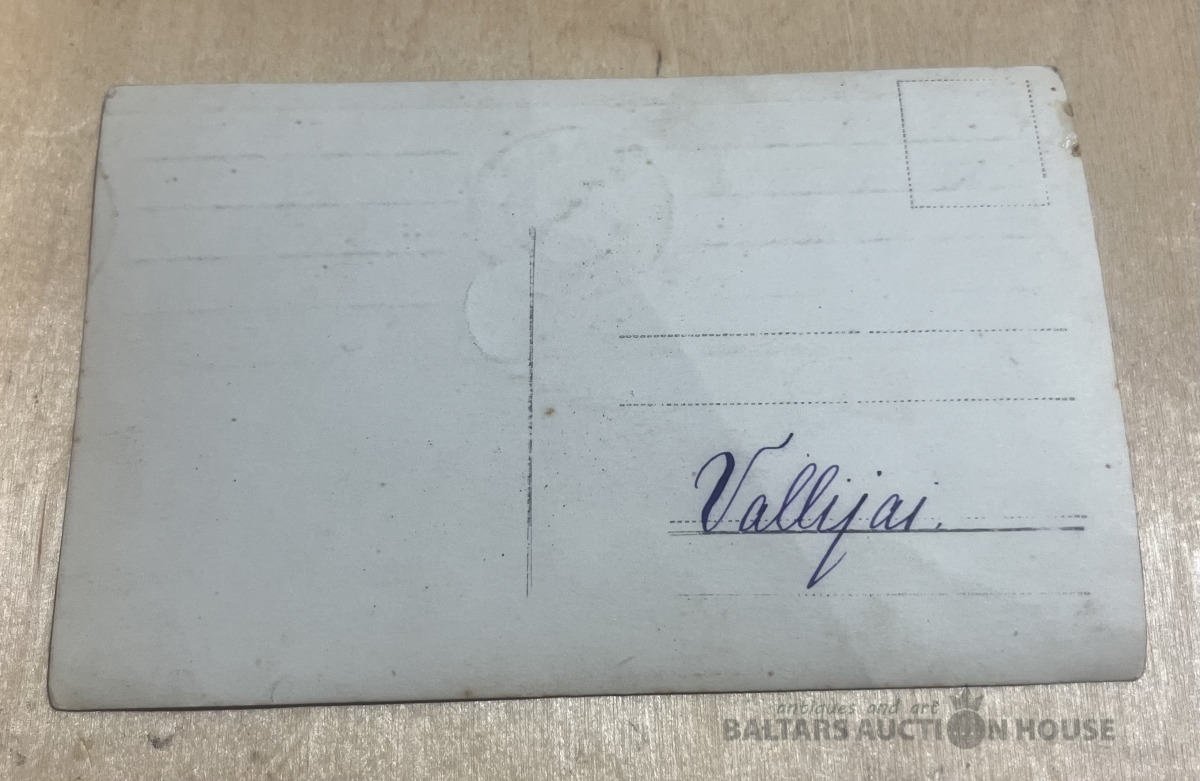 Vallijai.
antiques and art
BALTARS AUCTION HOUSE